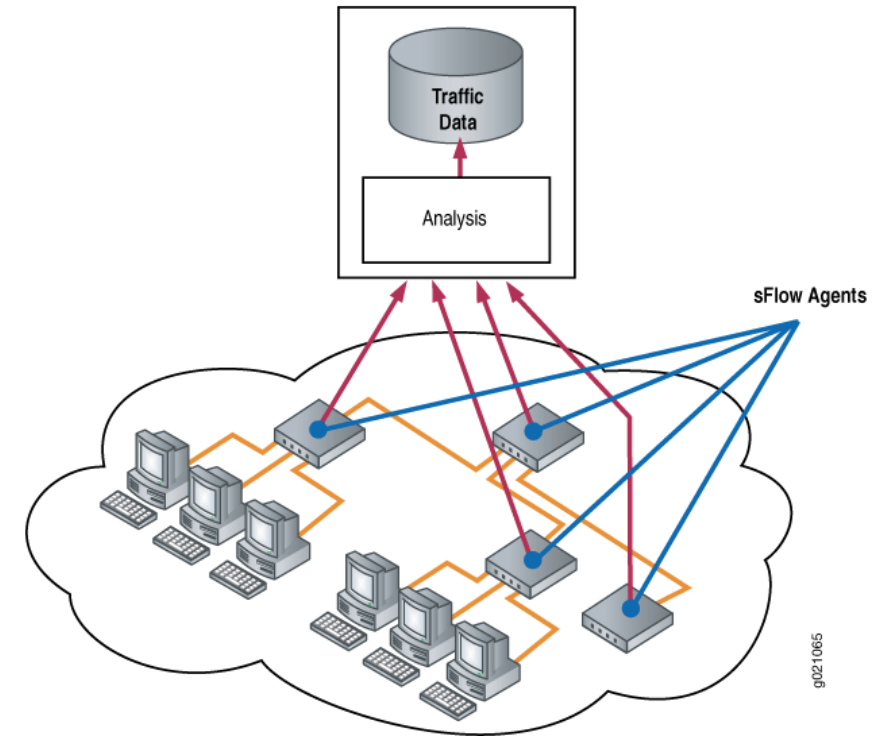 Traffic
Data
Analysis
sFlow Agents
g021065